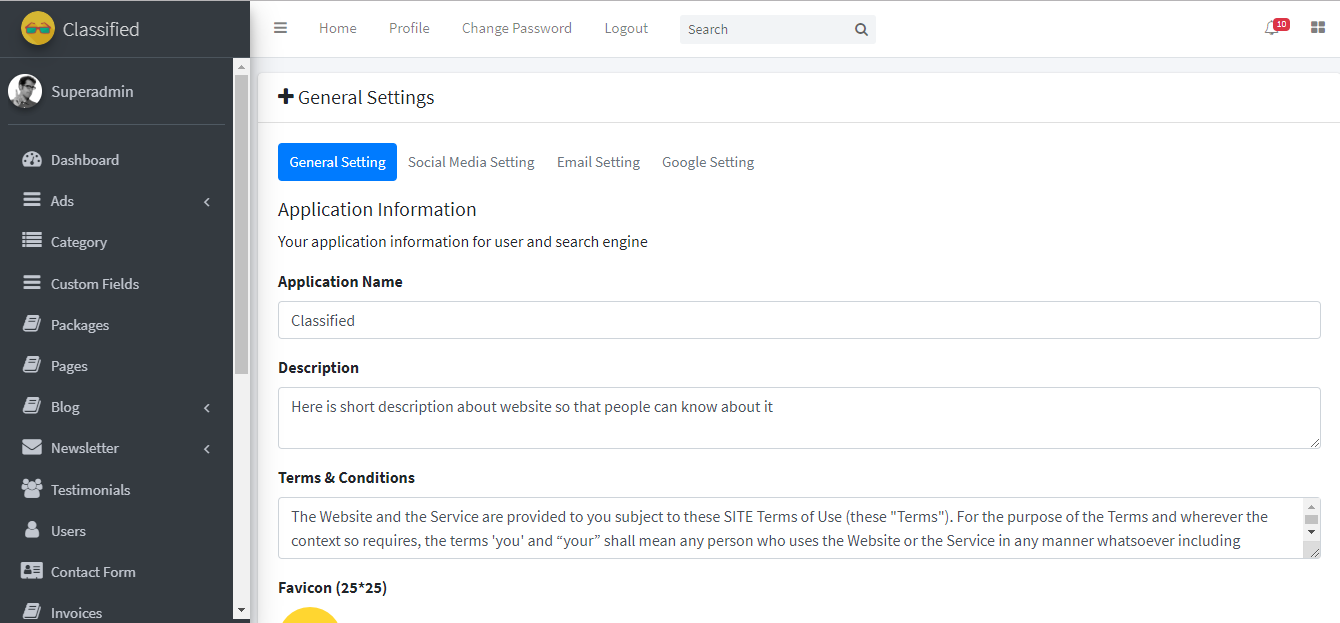 Classified
Home Profile Change Password Logout Search 10
Superadmin
Dashboard
Ads
Category
Custom Fields
Packages
Pages
Blog
Newsletter
Testimonials
Users
Contact Form
Invoices
General Settings
General Setting Social Media Setting Email Setting Google Setting
Application Information
Your application information for user and search engine
Application Name
Classified
Description
Here is short description about website so that people can know about it
Terms & Conditions
The Website and the Service are provided to you subject to these SITE Terms of Use (these "Terms"). For the purpose of the Terms and wherever the
context so requires, the terms 'you' and “your” shall mean any person who uses the Website or the Service in any manner whatsoever including
Favicon (25*25)